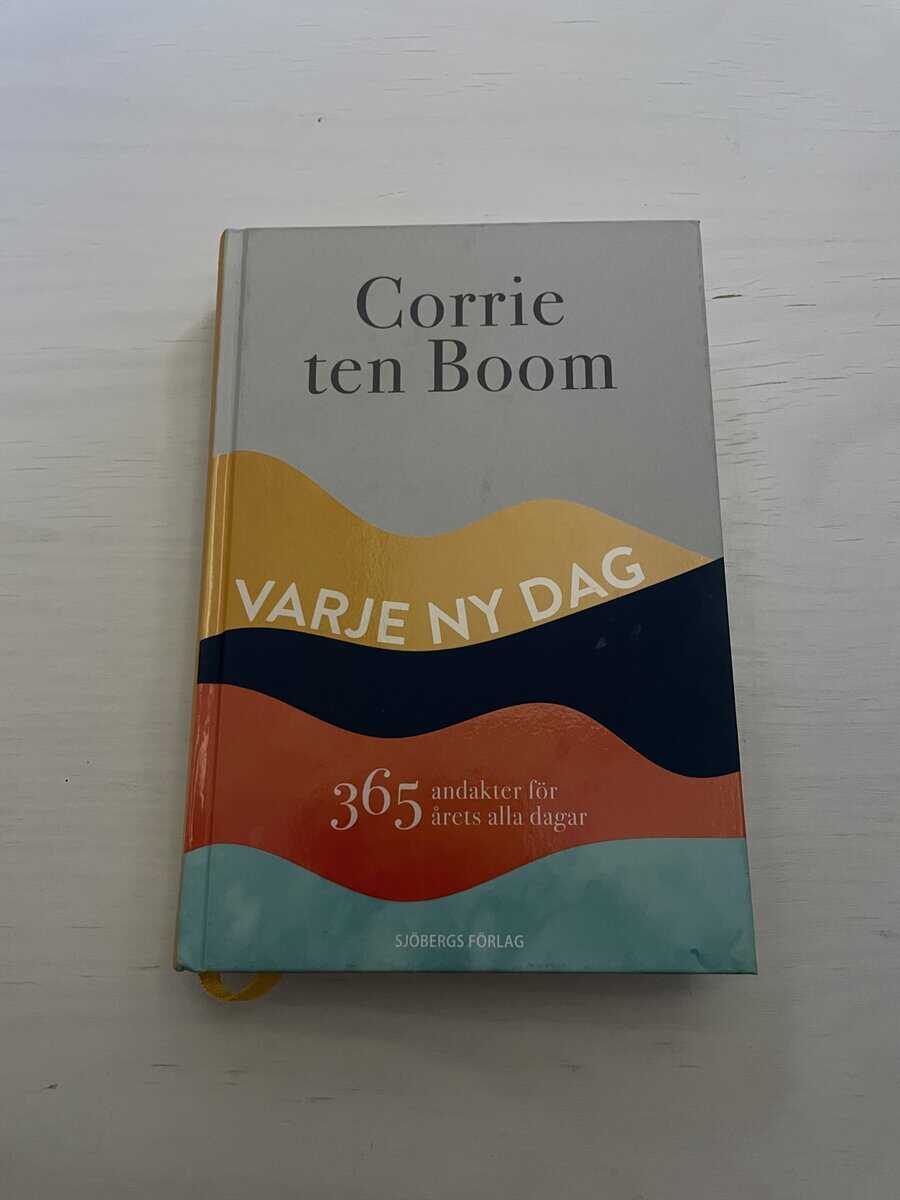 Corrie
ten Boom
VARJE NY DAG
365 andakter för
årets alla dagar
SJÖBERGS FÖRLAG